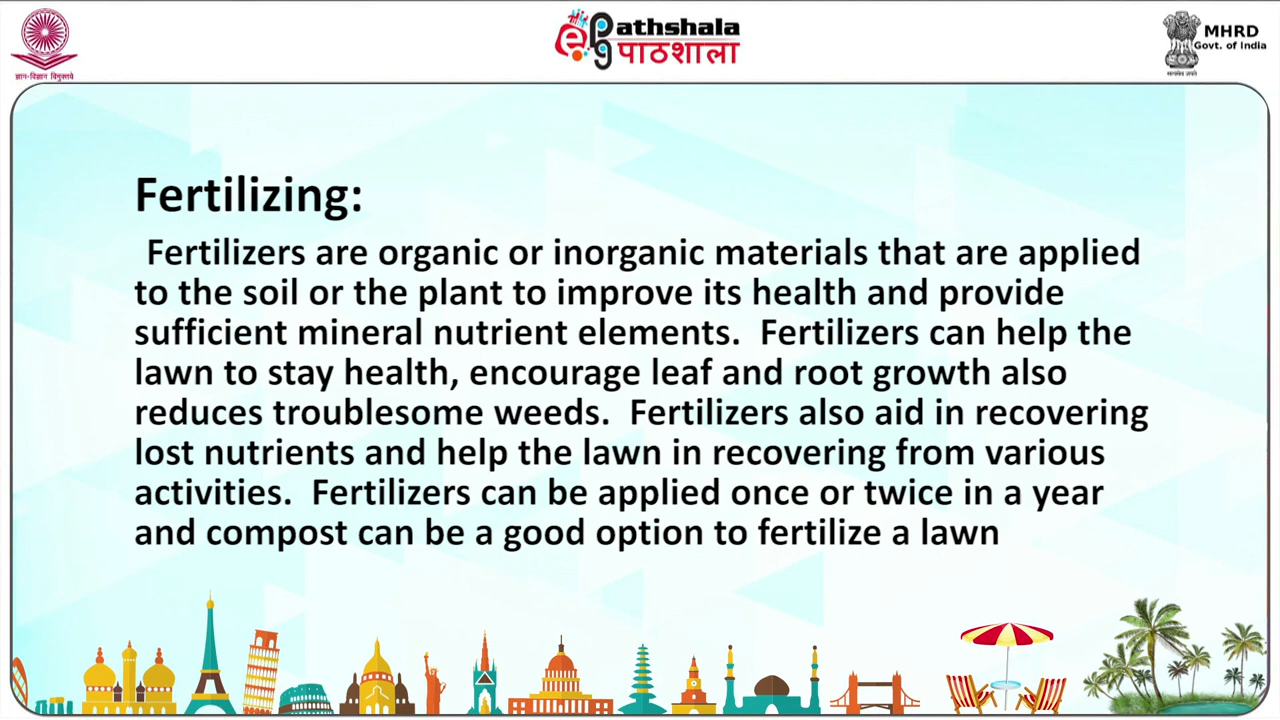 Pathshala
पाठशाला
MHRD
Govt. of India
ज्ञान-विज्ञान विमुक्तये
सत्यमेव जयते
Fertilizing:
Fertilizers are organic or inorganic materials that are applied
to the soil or the plant to improve its health and provide
sufficient mineral nutrient elements.  Fertilizers can help the
lawn to stay health, encourage leaf and root growth also
reduces troublesome weeds.  Fertilizers also aid in recovering
lost nutrients and help the lawn in recovering from various
activities.  Fertilizers can be applied once or twice in a year
and compost can be a good option to fertilize a lawn